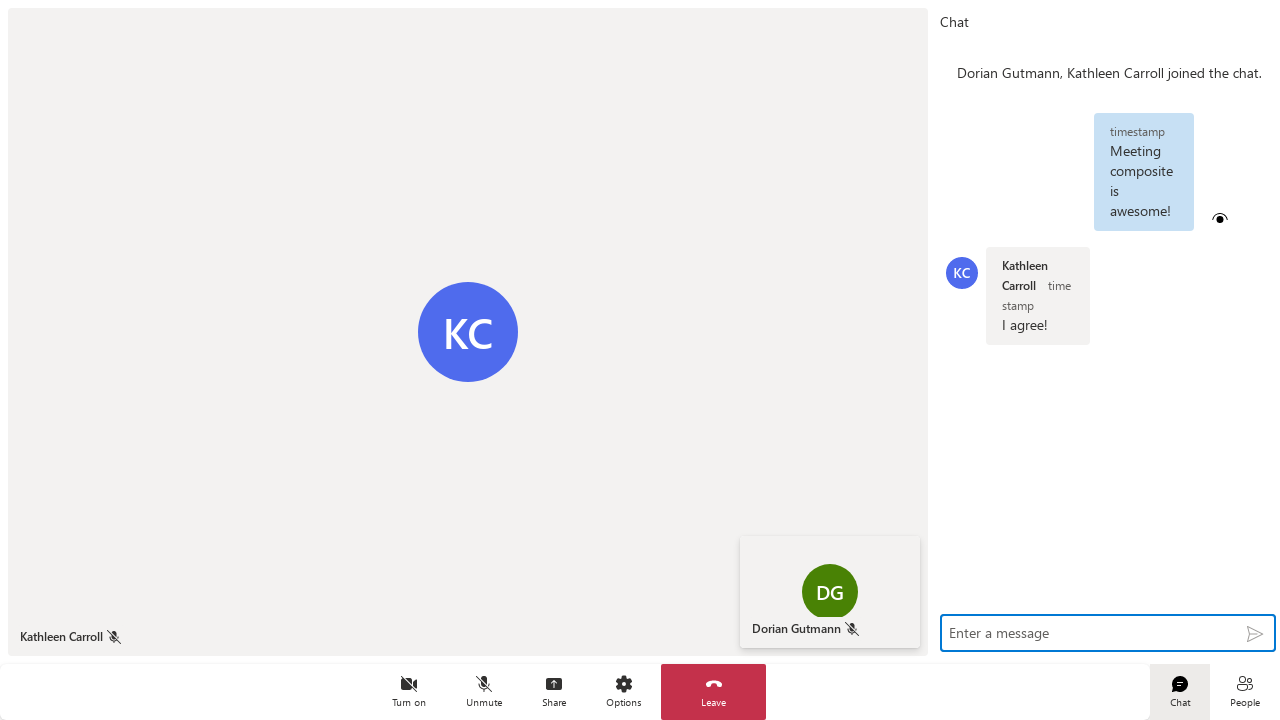 Chat
Dorian Gutmann, Kathleen Carroll joined the chat.
timestamp
Meeting
composite
is
awesome!
KC
Kathleen
Carroll time
stamp
I agree!
KC
DG
Kathleen Carroll
Dorian Gutmann
Enter a message
Turn on
Unmute
Share
Options
Leave
Chat
People